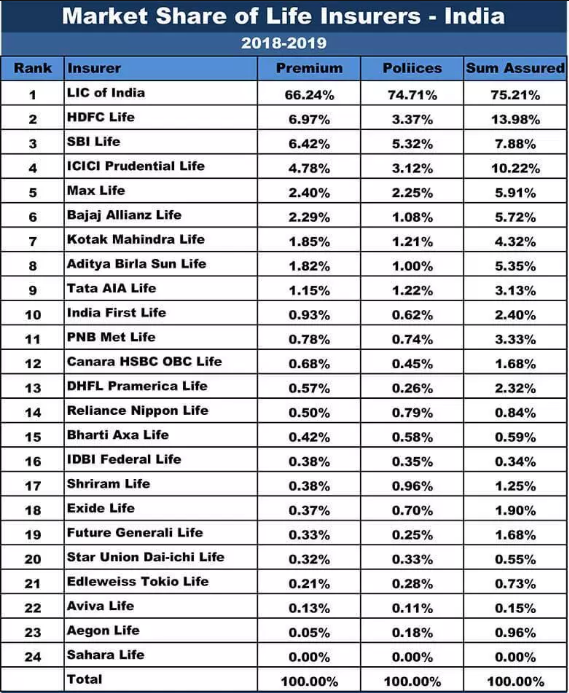 Market Share of Life Insurers - India
2018-2019
Rank Insurer Premium Poliices Sum Assured
1 LIC of India 66.24% 74.71% 75.21%
2 HDFC Life 6.97% 3.37% 13.98%
3 SBI Life 6.42% 5.32% 7.88%
4 ICICI Prudential Life 4.78% 3.12% 10.22%
5 Max Life 2.40% 2.25% 5.91%
6 Bajaj Allianz Life 2.29% 1.08% 5.72%
7 Kotak Mahindra Life 1.85% 1.21% 4.32%
8 Aditya Birla Sun Life 1.82% 1.00% 5.35%
9 Tata AIA Life 1.15% 1.22% 3.13%
10 India First Life 0.93% 0.62% 2.40%
11 PNB Met Life 0.78% 0.74% 3.33%
12 Canara HSBC OBC Life 0.68% 0.45% 1.68%
13 DHFL Pramerica Life 0.57% 0.26% 2.32%
14 Reliance Nippon Life 0.50% 0.79% 0.84%
15 Bharti Axa Life 0.42% 0.58% 0.59%
16 IDBI Federal Life 0.38% 0.35% 0.34%
17 Shriram Life 0.38% 0.96% 1.25%
18 Exide Life 0.37% 0.70% 1.90%
19 Future Generali Life 0.33% 0.25% 1.68%
20 Star Union Dai-ichi Life 0.32% 0.33% 0.55%
21 Edleweiss Tokio Life 0.21% 0.28% 0.73%
22 Aviva Life 0.13% 0.11% 0.15%
23 Aegon Life 0.05% 0.18% 0.96%
24 Sahara Life 0.00% 0.00% 0.00%
Total 100.00% 100.00% 100.00%